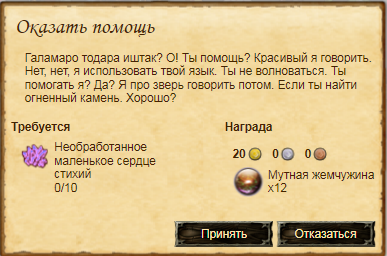 Оказать помощь
Галамаро тодара иштак? О! Ты помощь? Красивый я говорить.
Нет, нет, я использовать твой язык. Ты не волноваться. Ты
помогать я? Да? Я про зверь говорить потом. Если ты найти
огненный камень. Хорошо?
Требуется
Необработанное
маленькое сердце
стихий
0/10
Награда
20 0 0
Мутная жемчужина
x12
Принять
Отказаться